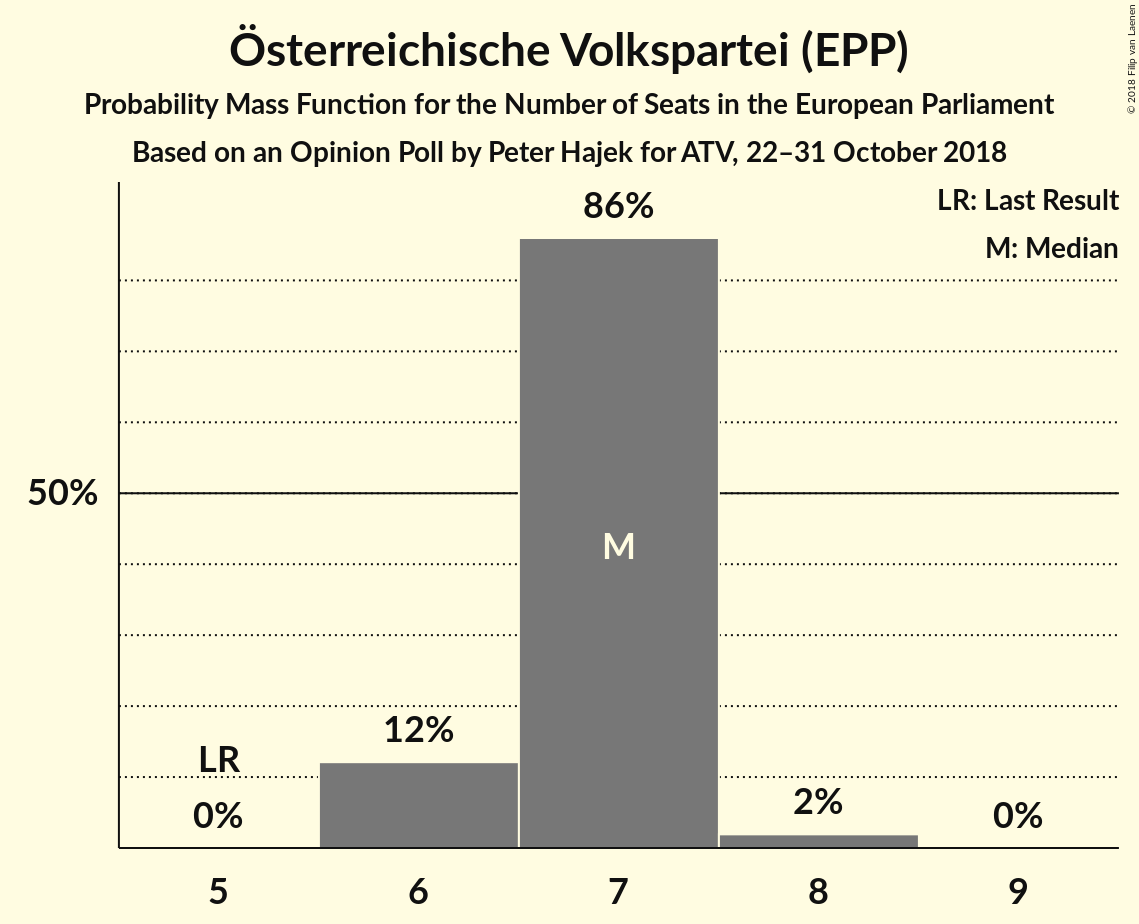 Österreichische Volkspartei (EPP)
Probability Mass Function for the Number of Seats in the European Parliament
Based on an Opinion Poll by Peter Hajek for ATV, 22–31 October 2018
© 2018 Filip van Laenen
LR: Last Result
M: Median
86%
50%
M
12%
LR
0%
2%
0%
5 6 7 8 9